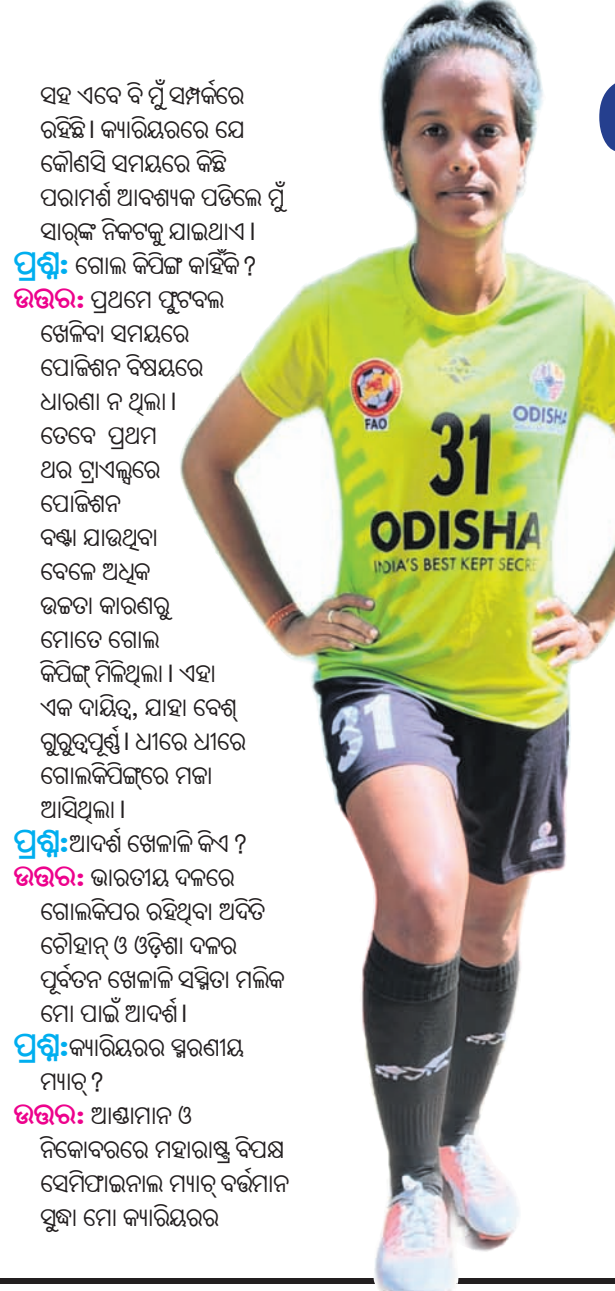 ସହ ଏବେ ବି ମୁଁ ସମ୍ପର୍କରେ
ରହିଛି । କ୍ୟାରିୟରରେ ଯେ
କୌଣସି ସମୟରେ କିଛି
ପରାମର୍ଶ ଆବଶ୍ୟକ ପଡିଲେ ମୁଁ
ସାର୍‌ଙ୍କ ନିକଟକୁ ଯାଇଥାଏ ।
ପ୍ରଶ୍ନ: ଗୋଲ କିପିଙ୍ଗ କାହିଁକି ?
ଉତ୍ତର: ପ୍ରଥମେ ଫୁଟବଲ
ଖେଳିବା ସମୟରେ
ପୋଜିଶନ ବିଷୟରେ
ଧାରଣା ନ ଥିଲା ।
ତେବେ ପ୍ରଥମ
ଥର ଟ୍ରାଏଲ୍ସରେ
ପୋଜିଶନ
ବଣ୍ଟା ଯାଉଥିବା
ବେଳେ ଅଧିକ
ଉଚ୍ଚତା କାରଣରୁ
ମୋତେ ଗୋଲ
କିପିଙ୍ଗ୍ ମିଳିଥିଲା । ଏହା
ଏକ ଦାୟିତ୍ୱ, ଯାହା ବେଶ୍
ଗୁରୁତ୍ୱପୂର୍ଣ୍ଣ । ଧୀରେ ଧୀରେ
ଗୋଲକିପିଙ୍ଗ୍‌ରେ ମଜା
ଆସିଥିଲା ।
ପ୍ରଶ୍ନ:ଆଦର୍ଶ ଖେଳାଳି କିଏ ?
ଉତ୍ତର: ଭାରତୀୟ ଦଳରେ
ଗୋଲକିପର ରହିଥିବା ଅଦିତି
ଚୌହାନ୍ ଓ ଓଡ଼ିଶା ଦଳର
ପୂର୍ବତନ ଖେଳାଳି ସସ୍ମିତା ମଲିକ
ମୋ ପାଇଁ ଆଦର୍ଶ ।
ପ୍ରଶ୍ନ:କ୍ୟାରିୟରର ସ୍ମରଣୀୟ
ମ୍ୟାଚ୍ ?
ଉତ୍ତର: ଆଣ୍ଡାମାନ ଓ
ନିକୋବରରେ ମହାରାଷ୍ଟ୍ର ବିପକ୍ଷ
ସେମିଫାଇନାଲ ମ୍ୟାଚ୍ ବର୍ତ୍ତମାନ
ସୁଦ୍ଧା ମୋ କ୍ୟାରିୟରର
FAO
ODISHA
31
ODISHA
INDIA'S BEST KEPT SECRE
31